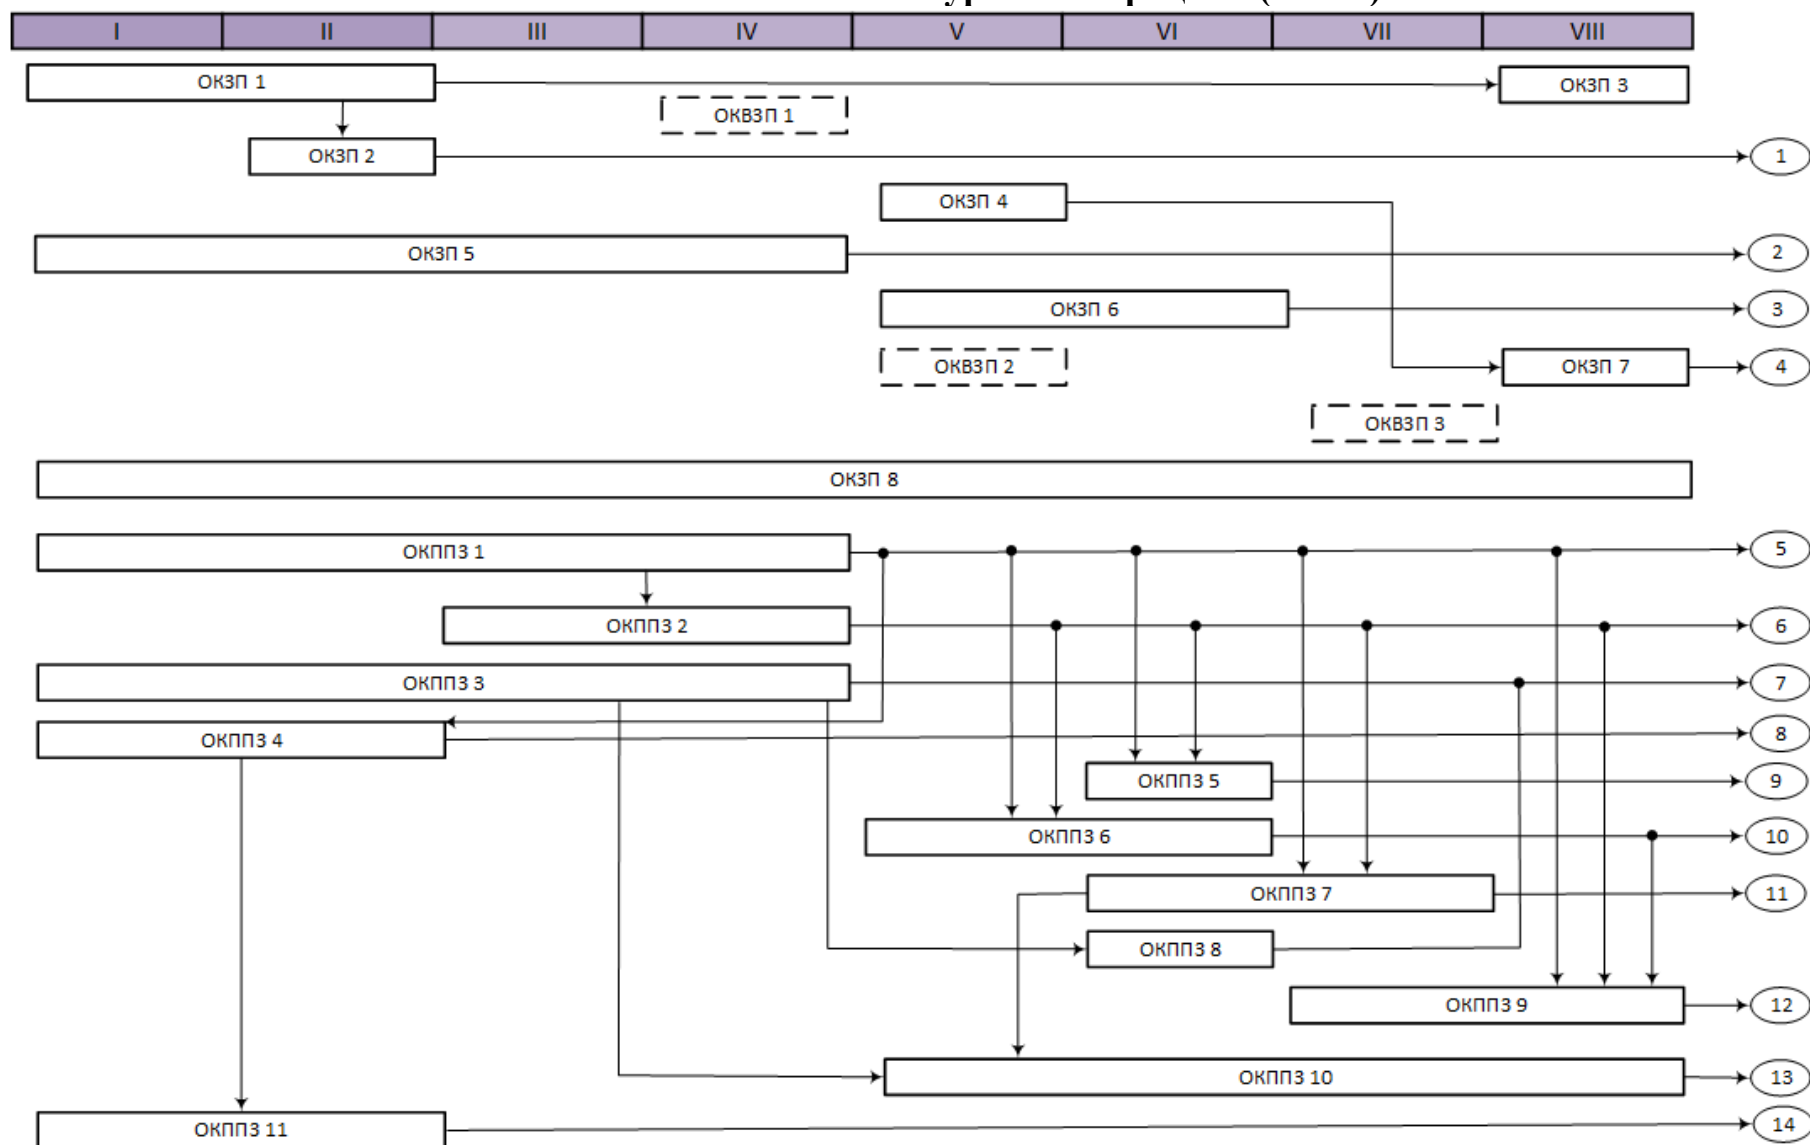 I II III IV V VI VII VIII
ОКЗП 1 ОКЗП 3
ОКВЗП 1
ОКЗП 2 1
ОКЗП 4
ОКЗП 5 2
ОКЗП 6 3
ОКВЗП 2 ОКЗП 7 4
ОКВЗП 3
ОКЗП 8
ОКППЗ 1 5
ОКППЗ 2 6
ОКППЗ 3 7
ОКППЗ 4 8
ОКППЗ 5 9
ОКППЗ 6 10
ОКППЗ 7 11
ОКППЗ 8
ОКППЗ 9 12
ОКППЗ 10 13
ОКППЗ 11 14